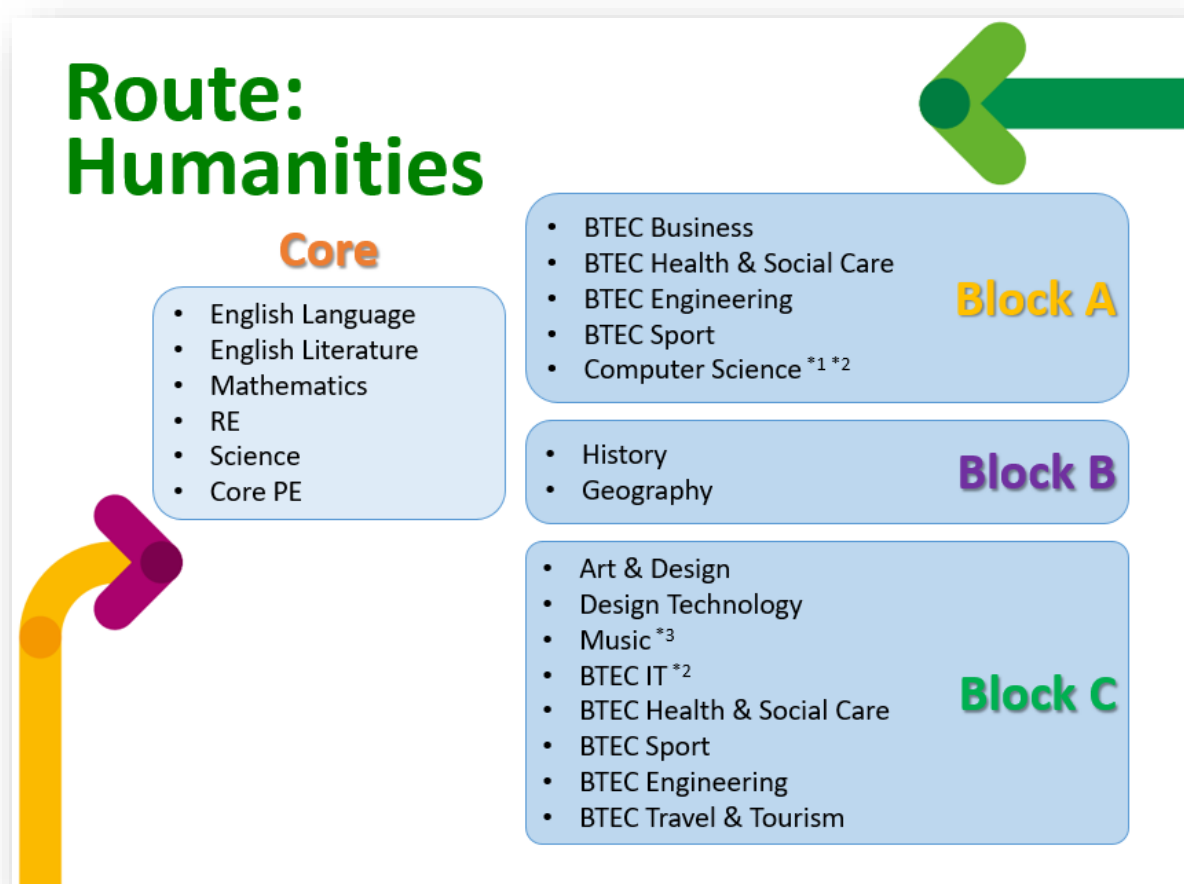 Route:
Humanities
Core
• English Language
• English Literature
• Mathematics
• RE
• Science
• Core PE
• BTEC Business
• BTEC Health & Social Care
• BTEC Engineering
• BTEC Sport
• Computer Science *1 *2
Block A
• History
• Geography
Block B
• Art & Design
• Design Technology
• Music *3
• BTEC IT *2
• BTEC Health & Social Care
• BTEC Sport
• BTEC Engineering
• BTEC Travel & Tourism
Block C